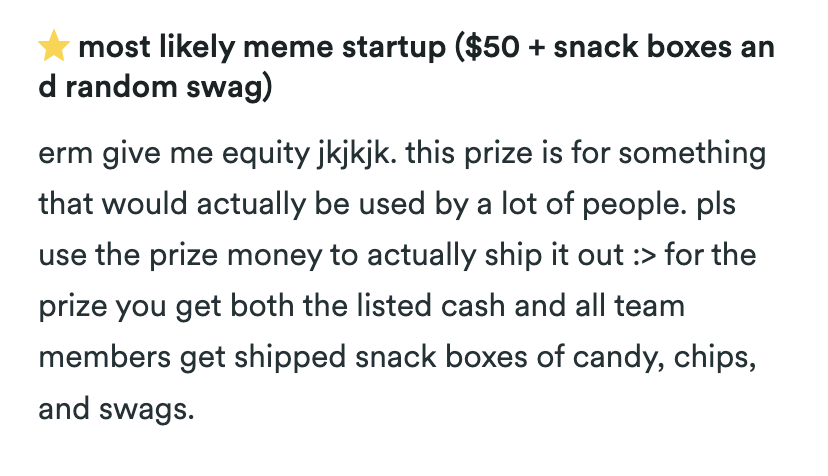 ⭐ most likely meme startup ($50 + snack boxes an
d random swag)
erm give me equity jkjkjk. this prize is for something
that would actually be used by a lot of people. pls
use the prize money to actually ship it out :> for the
prize you get both the listed cash and all team
members get shipped snack boxes of candy, chips,
and swags.